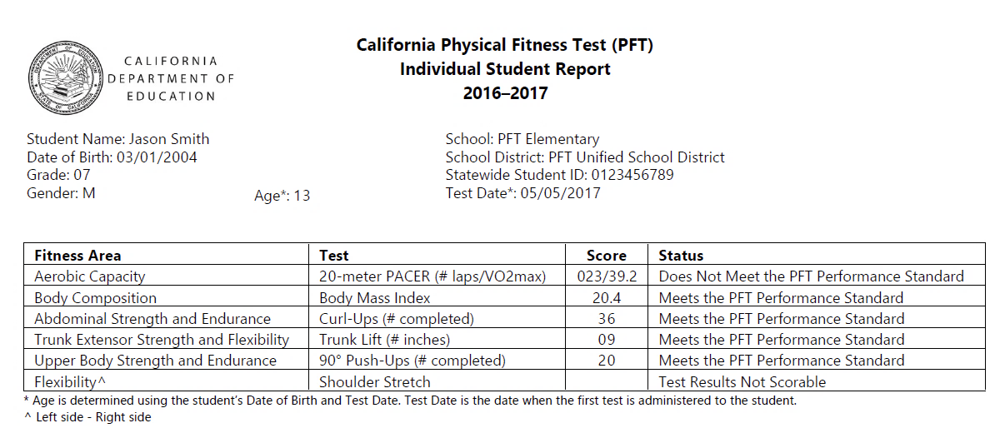 California Physical Fitness Test (PFT)
Individual Student Report
2016–2017
DEPARTMENT OF EDUCATION
STATE OF CALIFORNIA
CALIFORNIA
DEPARTMENT OF
EDUCATION
Student Name: Jason Smith
Date of Birth: 03/01/2004
Grade: 07
Gender: M
Age*: 13
School: PFT Elementary
School District: PFT Unified School District
Statewide Student ID: 0123456789
Test Date*: 05/05/2017
Fitness Area Test Score Status
Aerobic Capacity 20-meter PACER (# laps/VO2max) 023/39.2 Does Not Meet the PFT Performance Standard
Body Composition Body Mass Index 20.4 Meets the PFT Performance Standard
Abdominal Strength and Endurance Curl-Ups (# completed) 36 Meets the PFT Performance Standard
Trunk Extensor Strength and Flexibility Trunk Lift (# inches) 09 Meets the PFT Performance Standard
Upper Body Strength and Endurance 90° Push-Ups (# completed) 20 Meets the PFT Performance Standard
Flexibility^ Shoulder Stretch Test Results Not Scorable
* Age is determined using the student’s Date of Birth and Test Date. Test Date is the date when the first test is administered to the student.
^ Left side - Right side